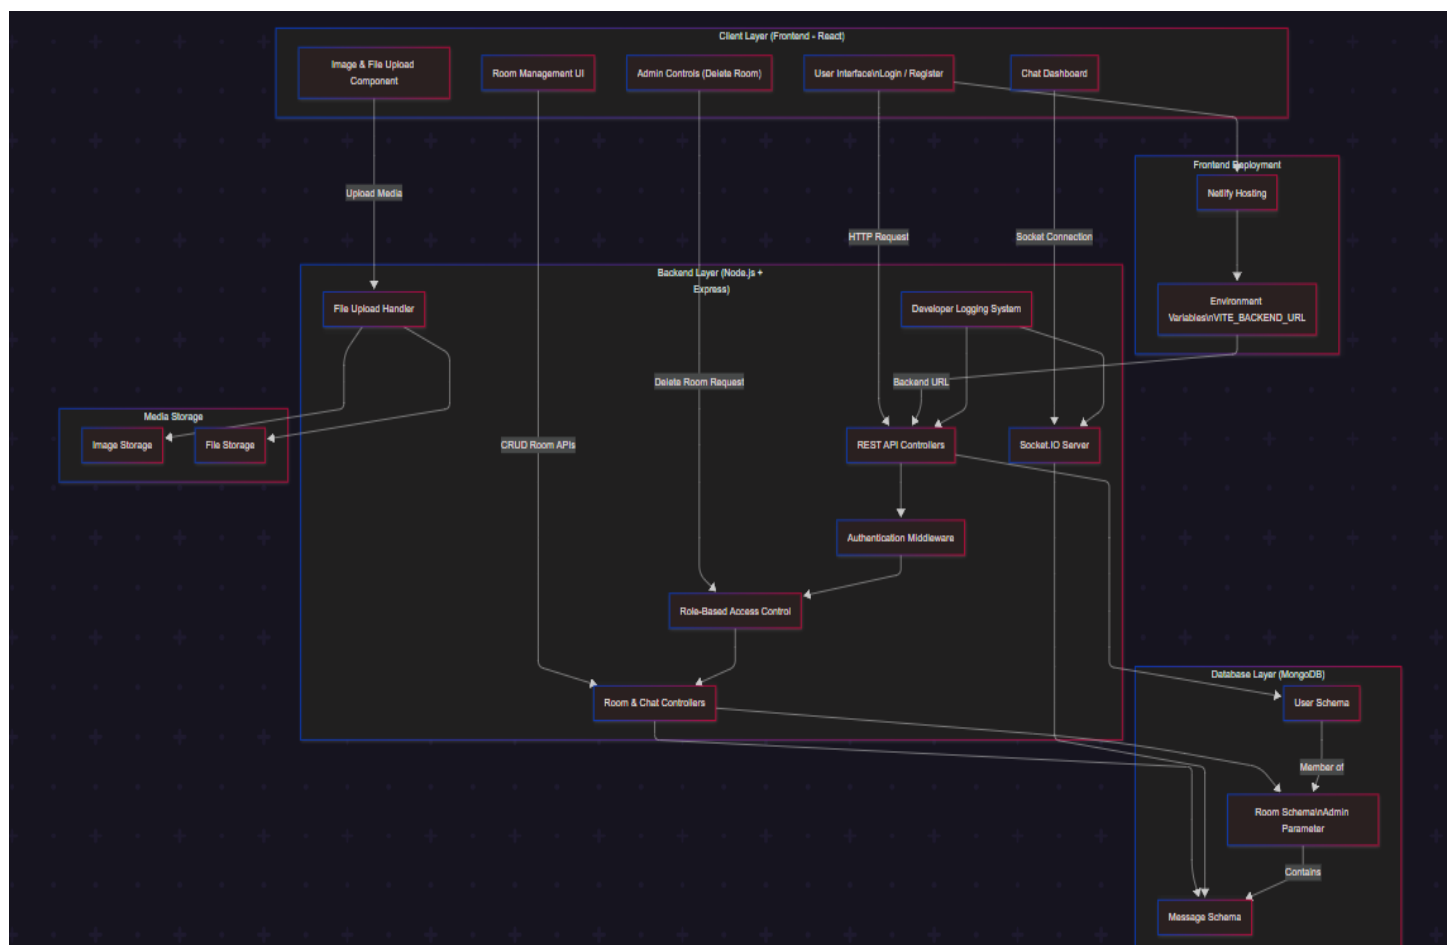 Client Layer (Frontend - React)
Image & File Upload
Component
Room Management UI
Admin Controls (Delete Room)
User Interface\nLogin / Register
Chat Dashboard
Frontend Deployment
Netlify Hosting
Upload Media
HTTP Request
Socket Connection
Backend Layer (Node.js +
Express)
File Upload Handler
Developer Logging System
Environment
Variables\nVITE_BACKEND_URL
Delete Room Request
Backend URL
Media Storage
Image Storage
File Storage
CRUD Room APIs
REST API Controllers
Socket.IO Server
Authentication Middleware
Role-Based Access Control
Room & Chat Controllers
Database Layer (MongoDB)
User Schema
Member of
Room Schema\nAdmin
Parameter
Contains
Message Schema